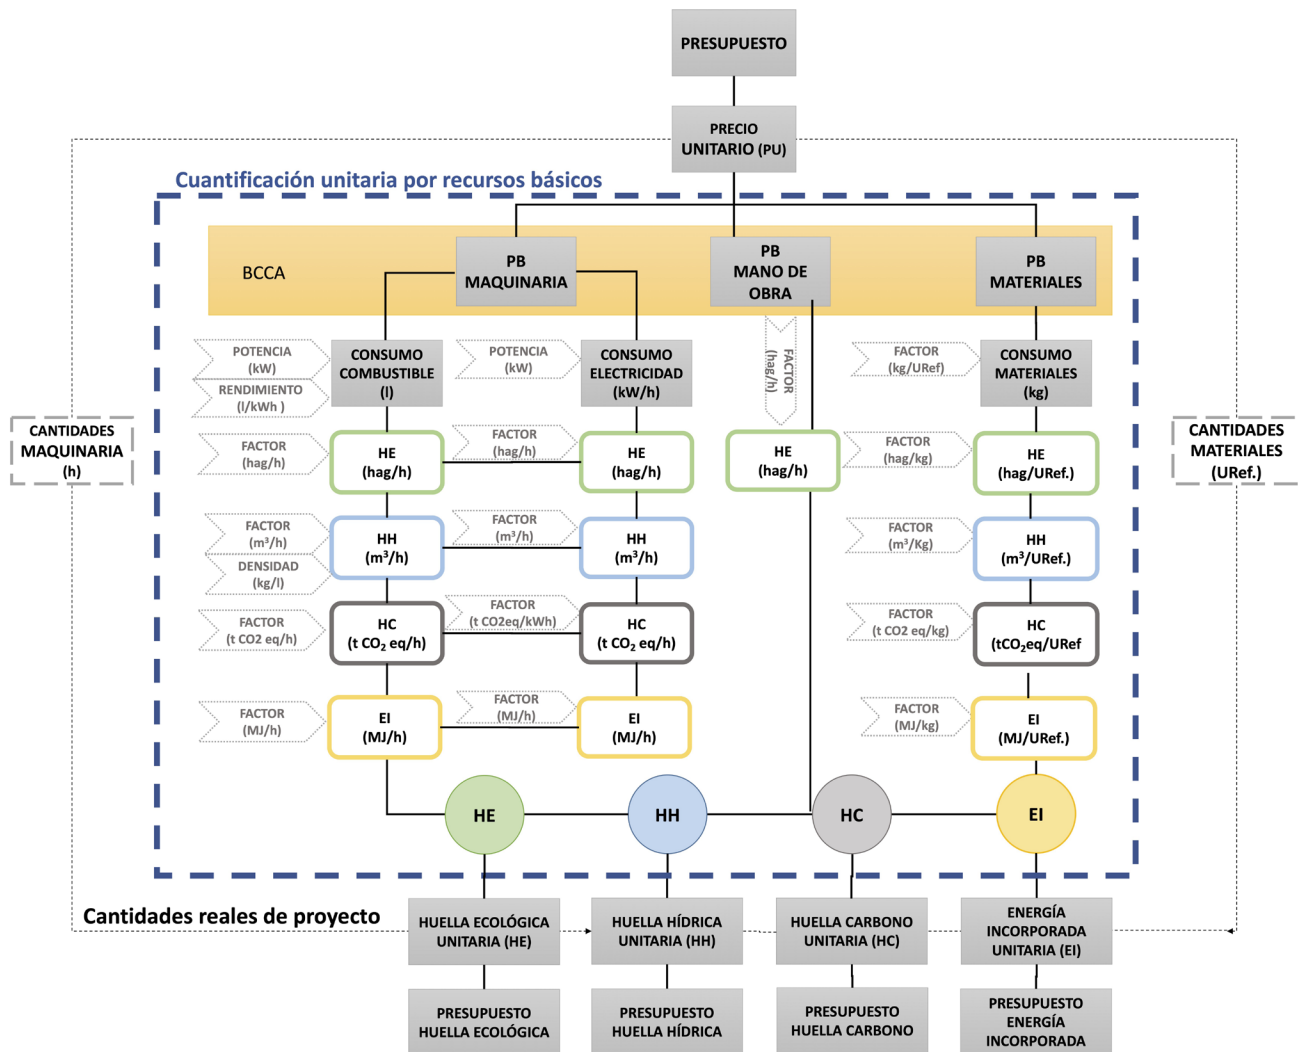 PRESUPUESTO
PRECIO
UNITARIO (PU)
Cuantificación unitaria por recursos básicos
BCCA
PB
MAQUINARIA
PB
MANO DE
OBRA
PB
MATERIALES
POTENCIA
(kW)
RENDIMIENTO
(l/kWh )
CONSUMO
COMBUSTIBLE
(l)
POTENCIA
(kW)
CONSUMO
ELECTRICIDAD
(kW/h)
FACTOR
(hag/h)
FACTOR
(kg/URef)
CONSUMO
MATERIALES
(kg)
CANTIDADES
MAQUINARIA
(h)
CANTIDADES
MATERIALES
(URef.)
FACTOR
(hag/h)
HE
(hag/h)
FACTOR
(hag/h)
HE
(hag/h)
HE
(hag/h)
FACTOR
(hag/kg)
HE
(hag/URef.)
FACTOR
(m³/h)
DENSIDAD
(kg/l)
HH
(m³/h)
FACTOR
(m³/h)
HH
(m³/h)
FACTOR
(m³/Kg)
HH
(m³/URef.)
FACTOR
(t CO2 eq/h)
HC
(t CO₂ eq/h)
FACTOR
(t CO2eq/kWh)
HC
(t CO₂ eq/h)
FACTOR
(t CO2 eq/kg)
HC
(tCO₂eq/URef
FACTOR
(MJ/h)
EI
(MJ/h)
FACTOR
(MJ/h)
EI
(MJ/h)
FACTOR
(MJ/kg)
EI
(MJ/URef.)
HE
HH
HC
EI
Cantidades reales de proyecto
HUELLA ECOLÓGICA
UNITARIA (HE)
HUELLA HÍDRICA
UNITARIA (HH)
HUELLA CARBONO
UNITARIA (HC)
ENERGÍA
INCORPORADA
UNITARIA (EI)
PRESUPUESTO
HUELLA ECOLÓGICA
PRESUPUESTO
HUELLA HÍDRICA
PRESUPUESTO
HUELLA CARBONO
PRESUPUESTO
ENERGÍA
INCORPORADA